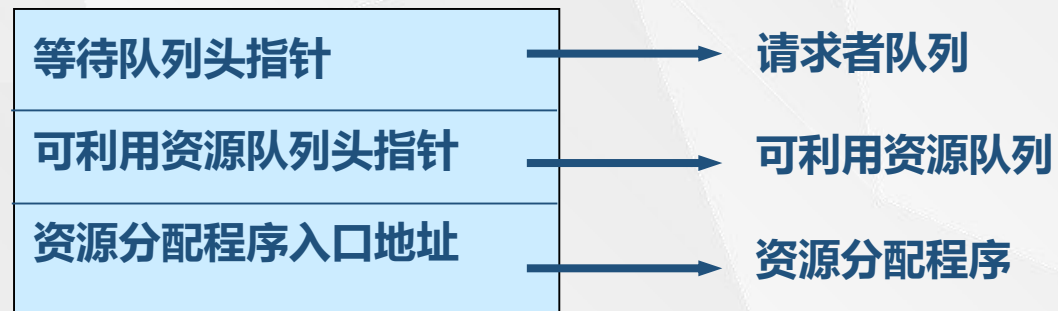 等待队列头指针
请求者队列
可利用资源队列头指针
可利用资源队列
资源分配程序入口地址
资源分配程序